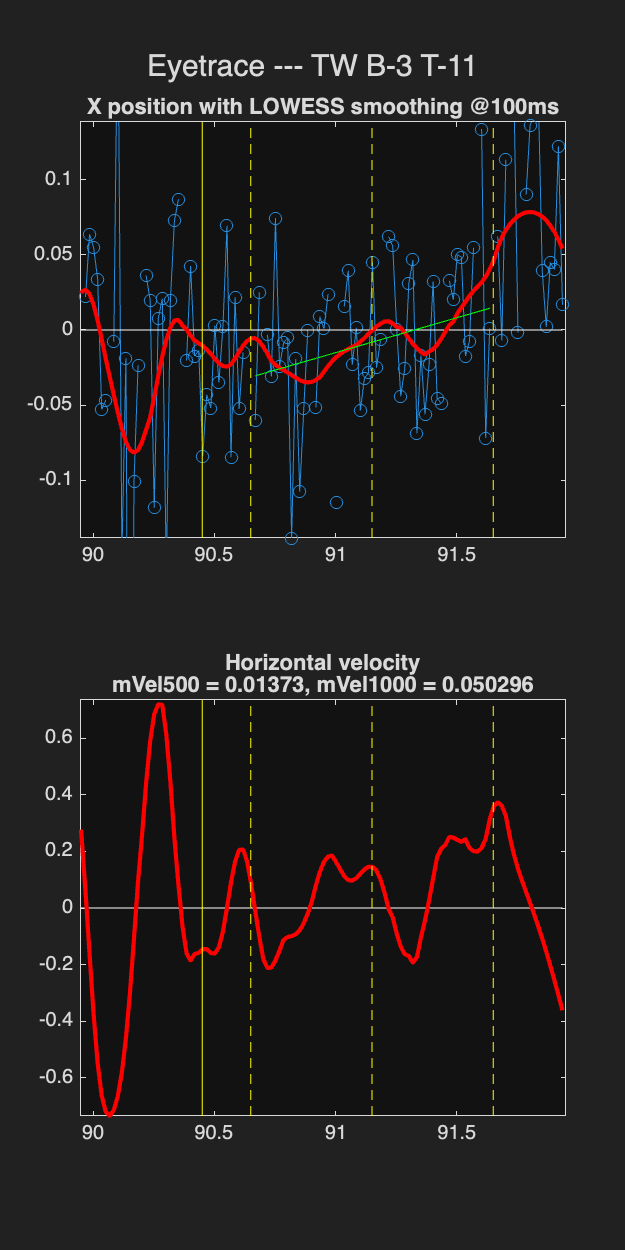 Eyetrace --- TW B-3 T-11
X position with LOWESS smoothing @100ms
0.1
0.05
0
-0.05
-0.1
90 90.5 91 91.5
Horizontal velocity
mVel500 = 0.01373, mVel1000 = 0.050296
0.6
0.4
0.2
0
-0.2
-0.4
-0.6
90 90.5 91 91.5